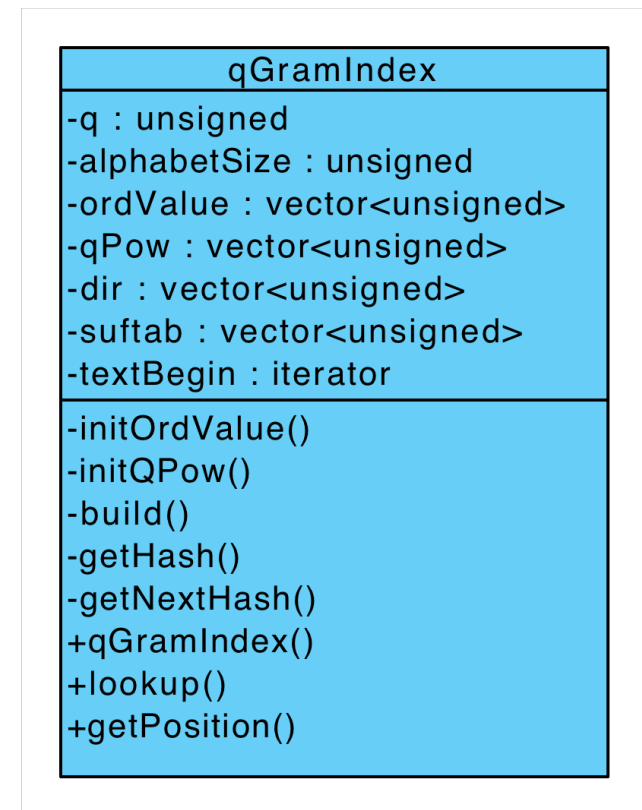 qGramIndex
-q : unsigned
-alphabetSize : unsigned
-ordValue : vector<unsigned>
-qPow : vector<unsigned>
-dir : vector<unsigned>
-suftab : vector<unsigned>
-textBegin : iterator
-initOrdValue()
-initQPow()
-build()
-getHash()
-getNextHash()
+qGramIndex()
+lookup()
+getPosition()